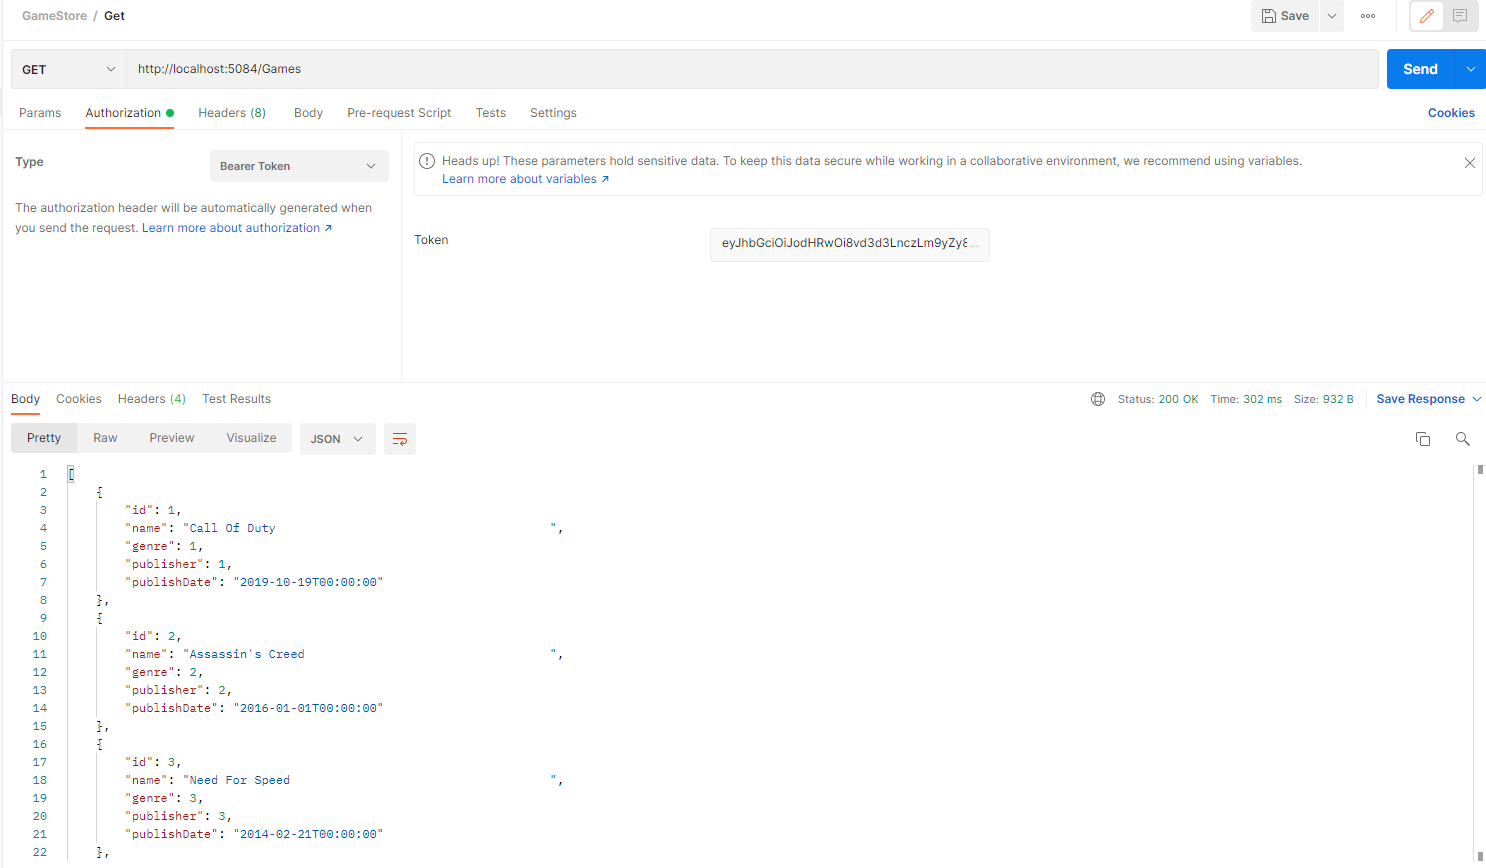 GameStore / Get
Save
GET http://localhost:5084/Games Send
Params Authorization Headers (8) Body Pre-request Script Tests Settings Cookies
Type Bearer Token
The authorization header will be automatically generated when
you send the request. Learn more about authorization ↗
Heads up! These parameters hold sensitive data. To keep this data secure while working in a collaborative environment, we recommend using variables.
Learn more about variables ↗
Token eyJhbGciOiJodHRwOi8vd3d3LnczLm9yZy8...
Body Cookies Headers (4) Test Results Status: 200 OK Time: 302 ms Size: 932 B Save Response
Pretty Raw Preview Visualize JSON
1 [
2 {
3 "id": 1,
4 "name": "Call Of Duty                                      ",
5 "genre": 1,
6 "publisher": 1,
7 "publishDate": "2019-10-19T00:00:00"
8 },
9 {
10 "id": 2,
11 "name": "Assassin's Creed                                  ",
12 "genre": 2,
13 "publisher": 2,
14 "publishDate": "2016-01-01T00:00:00"
15 },
16 {
17 "id": 3,
18 "name": "Need For Speed                                    ",
19 "genre": 3,
20 "publisher": 3,
21 "publishDate": "2014-02-21T00:00:00"
22 },